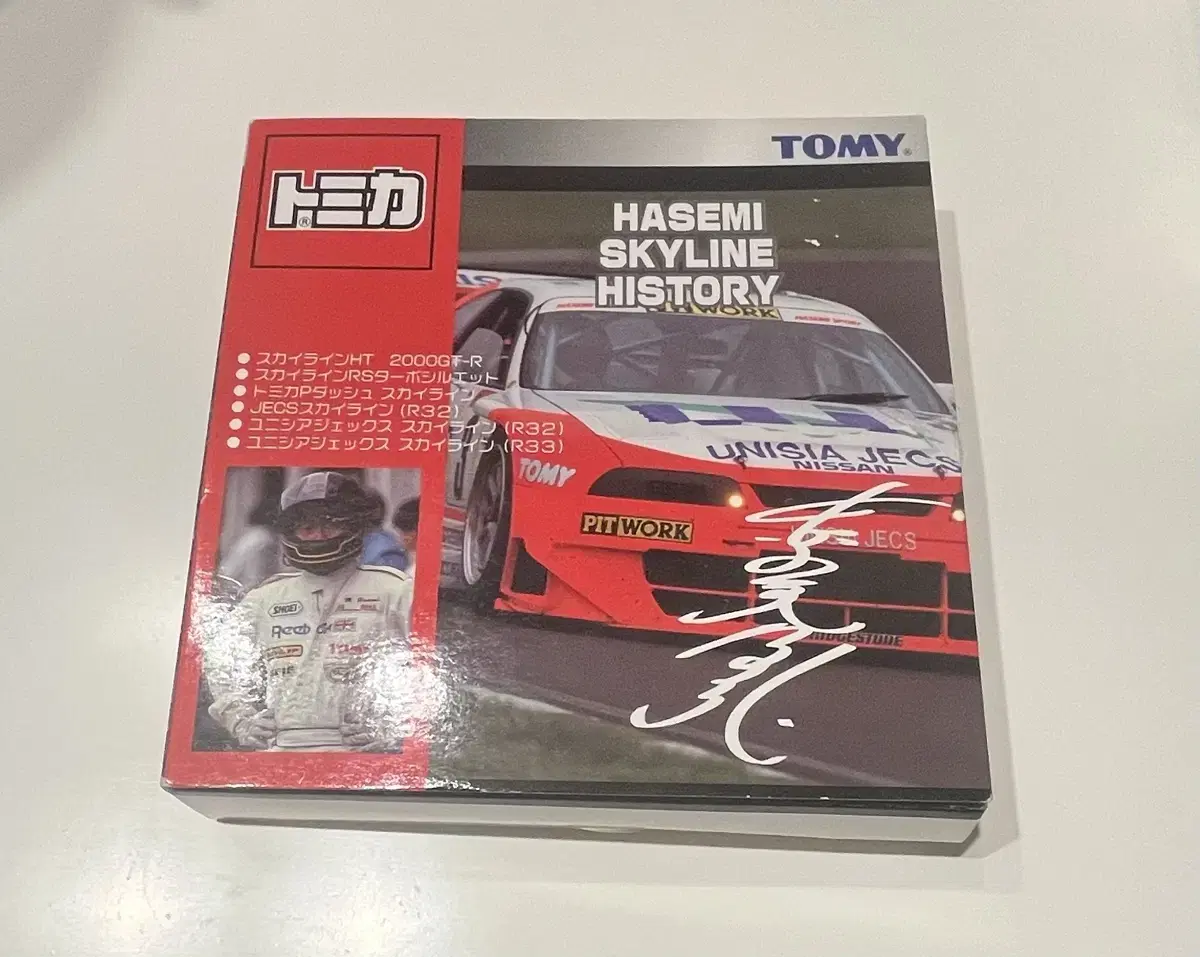 トミカ®
TOMY®
HASEMI
SKYLINE
HISTORY
● スカイラインHT 2000GT-R
● スカイラインRSターボシルエット
● トミカPダッシュ スカイライン
● JECSスカイライン (R32)
● ユニシアジェックス スカイライン (R32)
● ユニシアジェックス スカイライン (R33)
PITWORK
HASEMI SPORT
UNISIA JECS
NISSAN
TOMY
PITWORK
JECS
BRIDGESTONE
SHOEI
Reebok